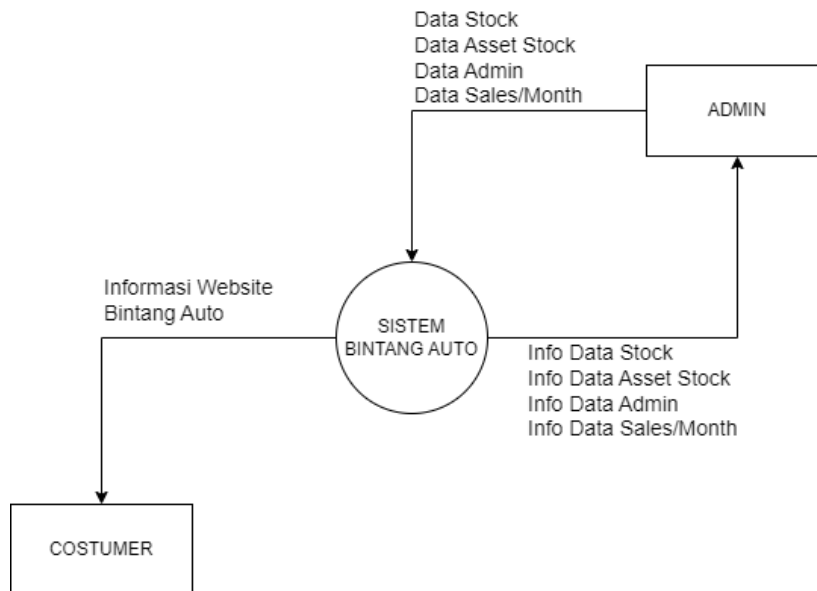 Data Stock
Data Asset Stock
Data Admin
Data Sales/Month
ADMIN
Informasi Website
Bintang Auto
SISTEM
BINTANG AUTO
Info Data Stock
Info Data Asset Stock
Info Data Admin
Info Data Sales/Month
COSTUMER